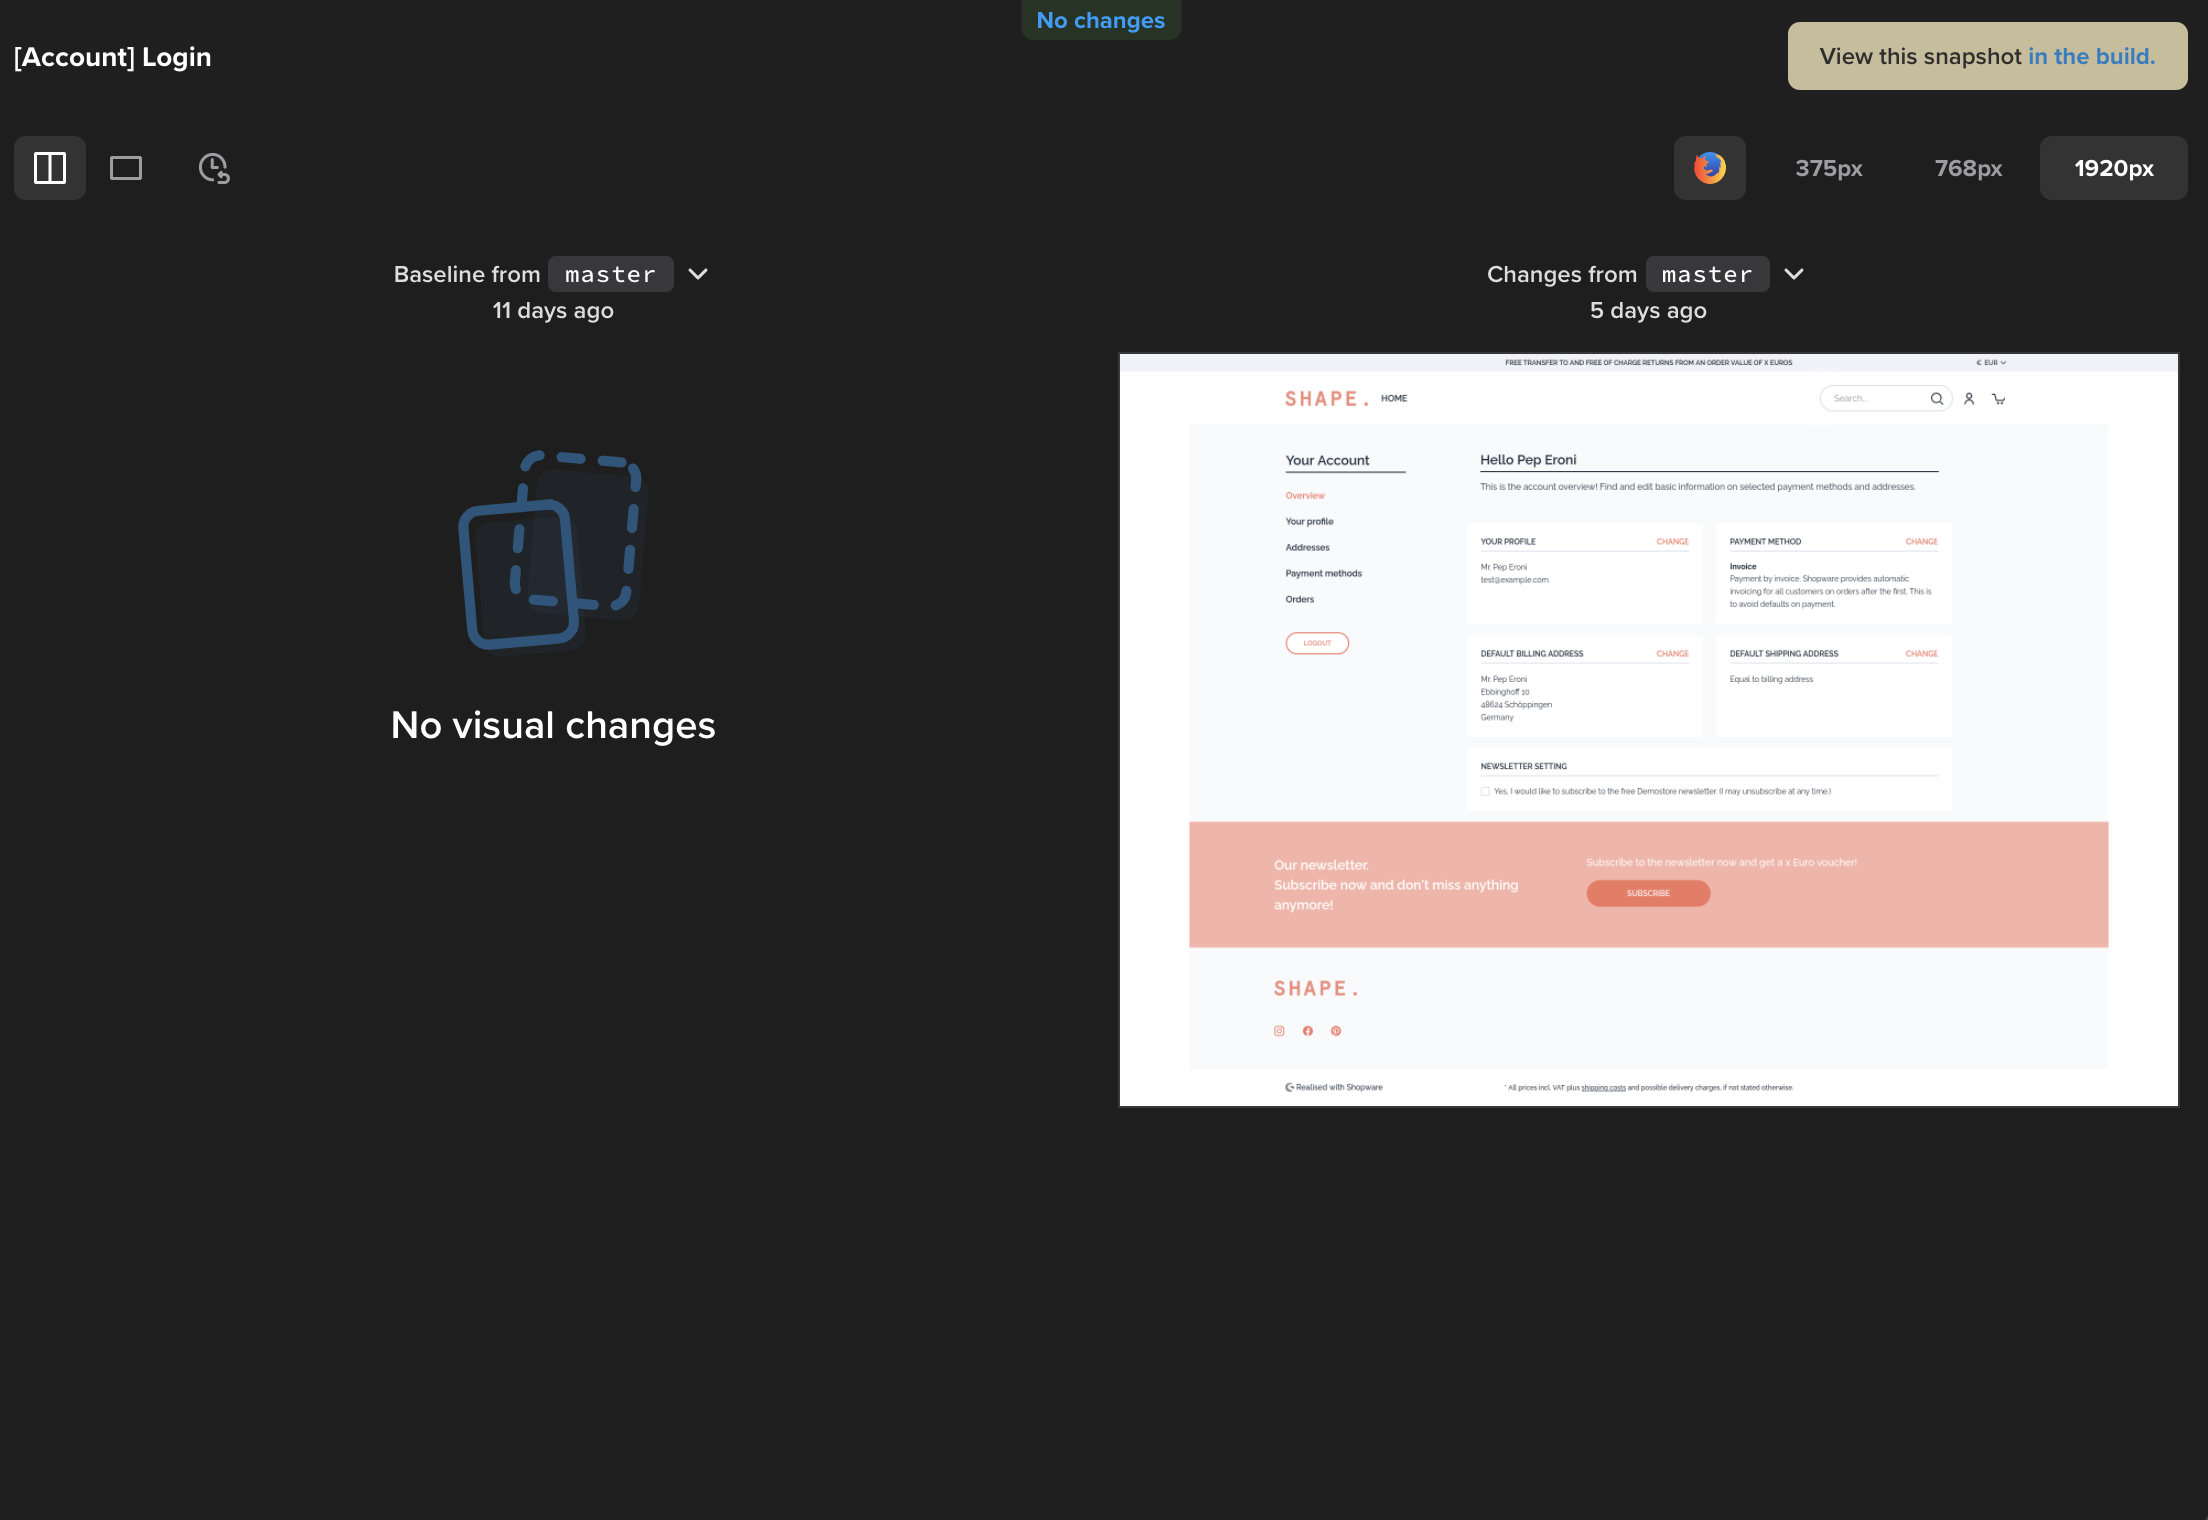 No changes
[Account] Login
View this snapshot in the build.
375px
768px
1920px
Baseline from master
11 days ago
Changes from master
5 days ago
No visual changes
FREE TRANSFER TO AND FREE OF CHARGE RETURNS FROM AN ORDER VALUE OF X EUROS
€ EUR
SHAPE.
HOME
Search...
Your Account
Overview
Your profile
Addresses
Payment methods
Orders
LOGOUT
Hello Pep Eroni
This is the account overview! Find and edit basic information on selected payment methods and addresses.
YOUR PROFILE
CHANGE
Mr. Pep Eroni
test@example.com
PAYMENT METHOD
CHANGE
Invoice
Payment by invoice. Shopware provides automatic
invoicing for all customers on orders after the first. This is
to avoid defaults on payment.
DEFAULT BILLING ADDRESS
CHANGE
Mr. Pep Eroni
Ebbinghoff 10
48624 Schöppingen
Germany
DEFAULT SHIPPING ADDRESS
CHANGE
Equal to billing address
NEWSLETTER SETTING
Yes, I would like to subscribe to the free Demostore newsletter. (I may unsubscribe at any time.)
Our newsletter.
Subscribe now and don't miss anything
anymore!
Subscribe to the newsletter now and get a x Euro voucher!
SUBSCRIBE
SHAPE.
Realised with Shopware
* All prices incl. VAT plus shipping costs and possible delivery charges, if not stated otherwise.